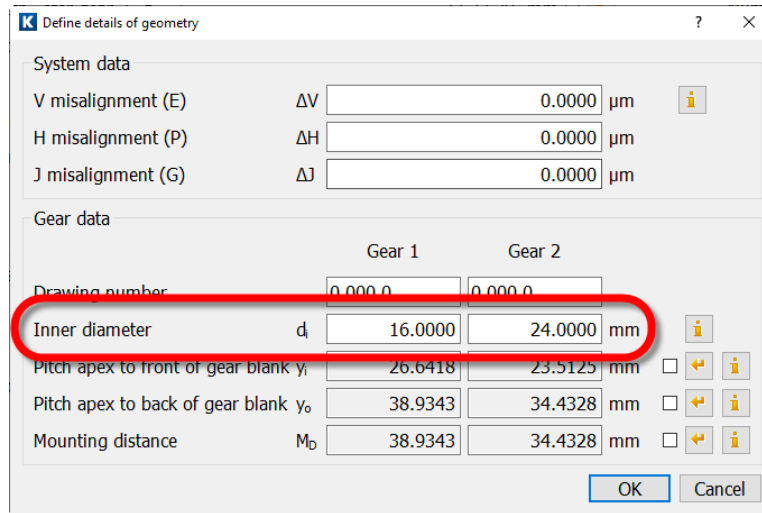 K Define details of geometry ? ×
System data
V misalignment (E) ΔV 0.0000 μm i
H misalignment (P) ΔH 0.0000 μm
J misalignment (G) ΔJ 0.0000 μm
Gear data
Gear 1 Gear 2
Drawing number 0.000.0 0.000.0
Inner diameter di 16.0000 24.0000 mm i
Pitch apex to front of gear blank yi 26.6418 23.5125 mm i
Pitch apex to back of gear blank yo 38.9343 34.4328 mm i
Mounting distance MD 38.9343 34.4328 mm i
OK Cancel